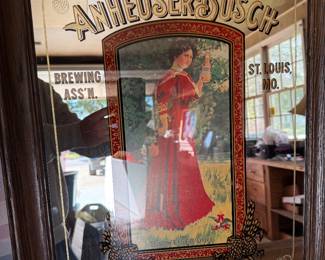 ANHEUSER-BUSCH
BREWING
ASS'N.
ST. LOUIS,
MO.